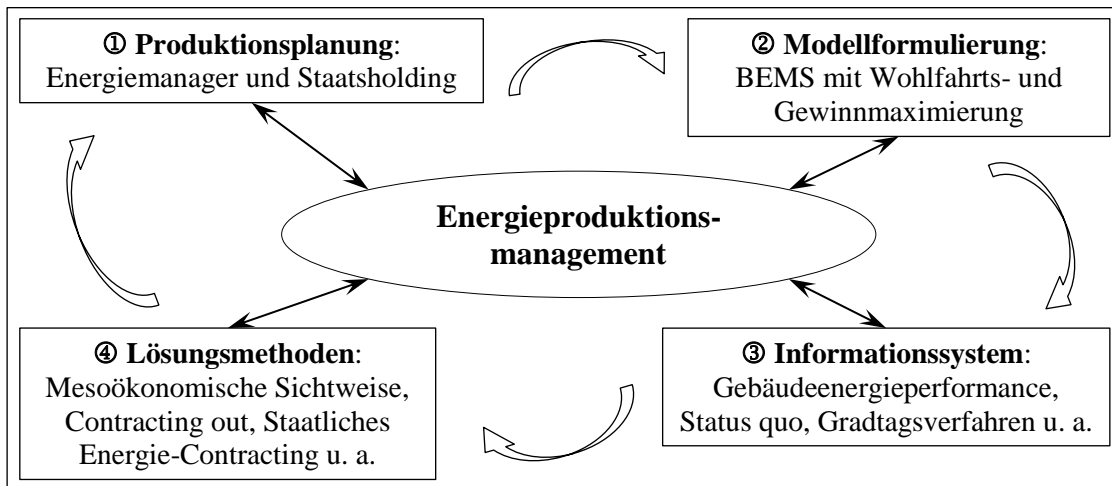 ① Produktionsplanung:
Energiemanager und Staatsholding
② Modellformulierung:
BEMS mit Wohlfahrts- und
Gewinnmaximierung
Energieproduktions-
management
④ Lösungsmethoden:
Mesoökonomische Sichtweise,
Contracting out, Staatliches
Energie-Contracting u. a.
③ Informationssystem:
Gebäudeenergieperformance,
Status quo, Gradtagsverfahren u. a.